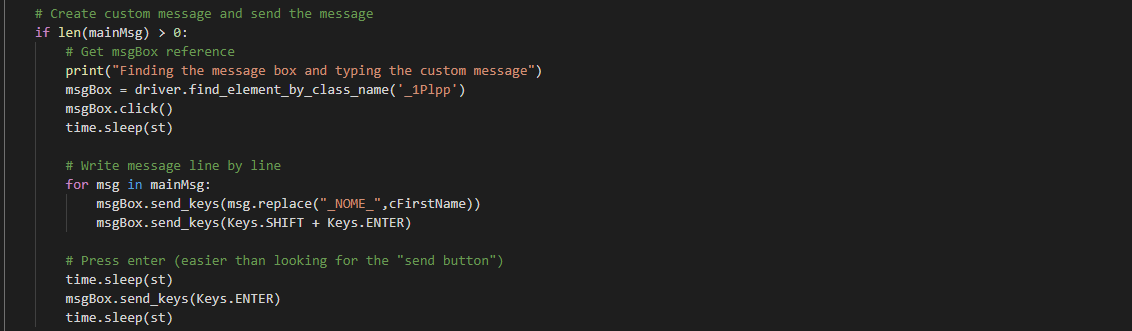 # Create custom message and send the message
if len(mainMsg) > 0:
# Get msgBox reference
print("Finding the message box and typing the custom message")
msgBox = driver.find_element_by_class_name('_1Plpp')
msgBox.click()
time.sleep(st)
# Write message line by line
for msg in mainMsg:
msgBox.send_keys(msg.replace("_NOME_",cFirstName))
msgBox.send_keys(Keys.SHIFT + Keys.ENTER)
# Press enter (easier than looking for the "send button")
time.sleep(st)
msgBox.send_keys(Keys.ENTER)
time.sleep(st)